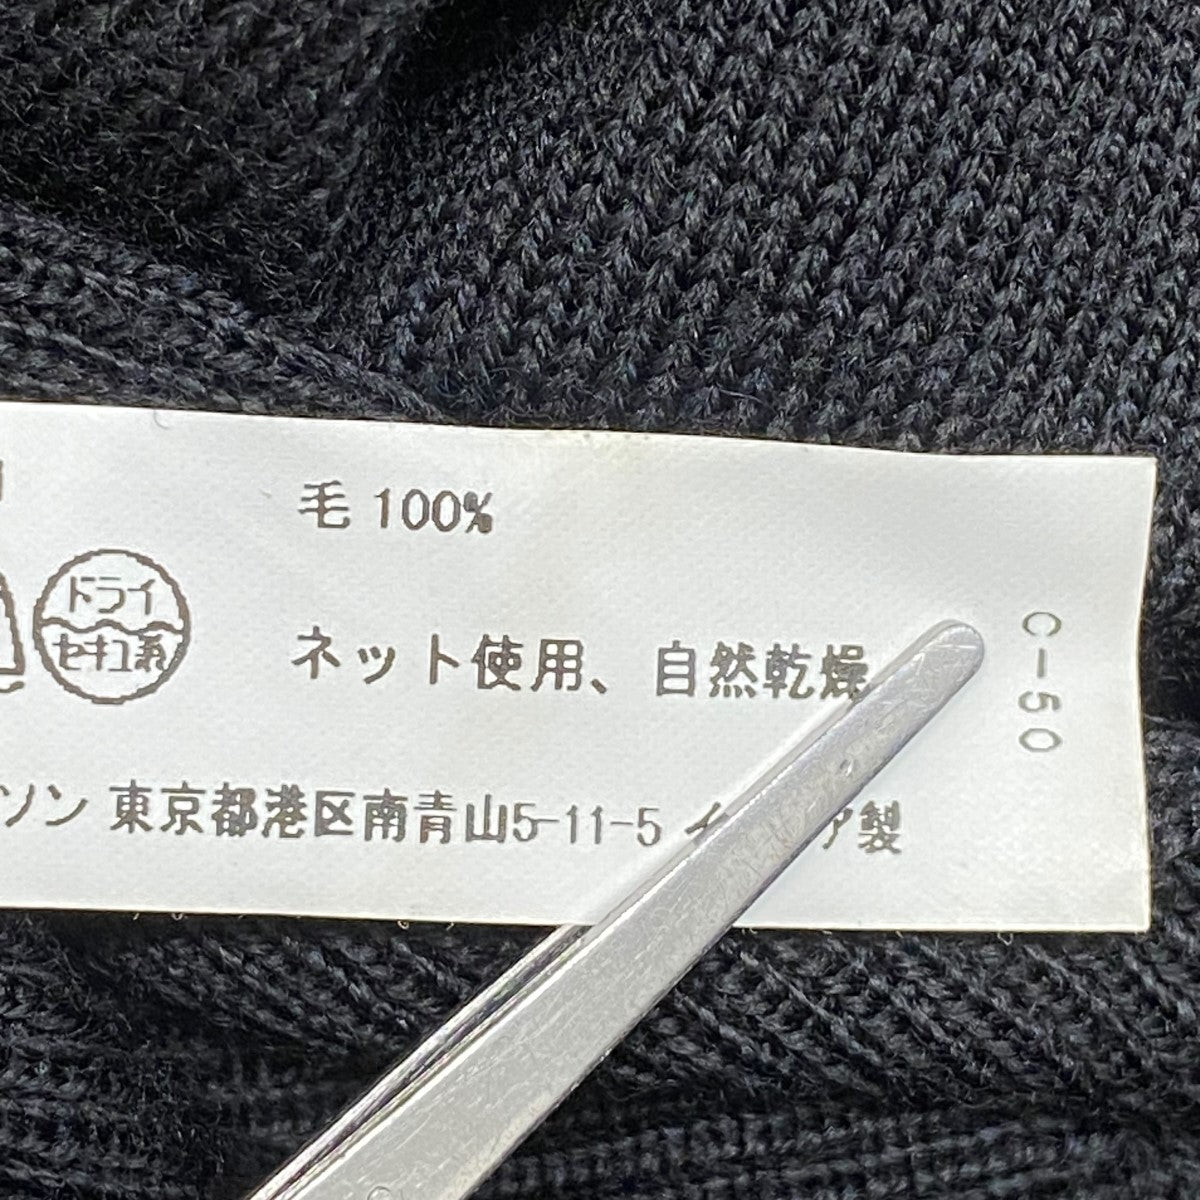 毛 100%
ドライ
セキユ系
ネット使用、自然乾燥
ソン 東京都港区南青山5-11-5 製
C-50